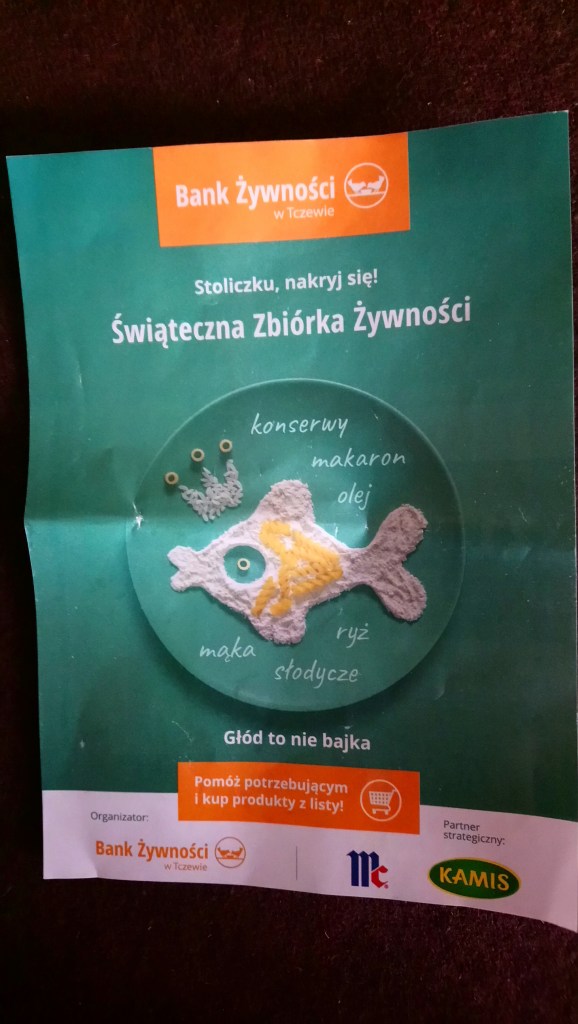 Bank Żywności
w Tczewie
Stoliczku, nakryj się!
Świąteczna Zbiórka Żywności
konserwy
makaron
olej
ryż
mąka
słodycze
Głód to nie bajka
Pomóż potrzebującym
i kup produkty z listy!
Organizator:
Bank Żywności
w Tczewie
Partner
strategiczny:
Mc
KAMIS